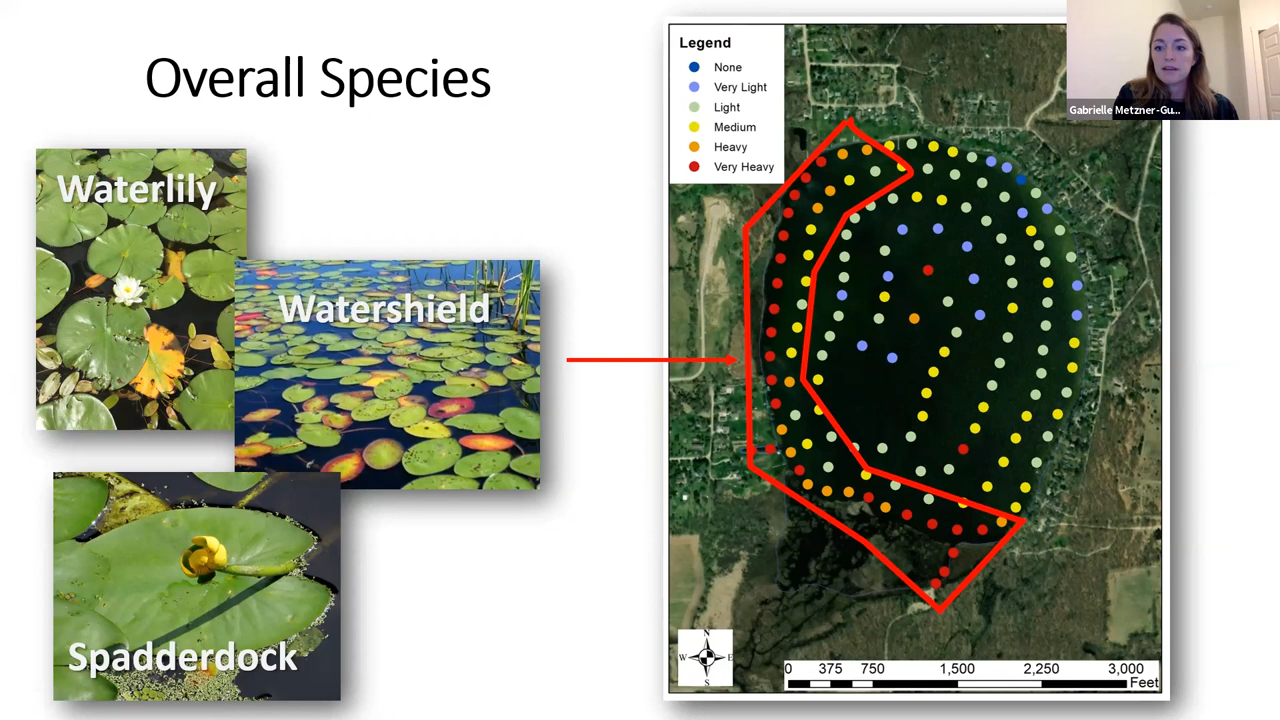 Overall Species
Waterlily
Watershield
Spadderdock
Legend
None
Very Light
Light
Medium
Heavy
Very Heavy
Gabrielle Metzner-Gu...
N
W E
S
0 375 750 1,500 2,250 3,000
Feet